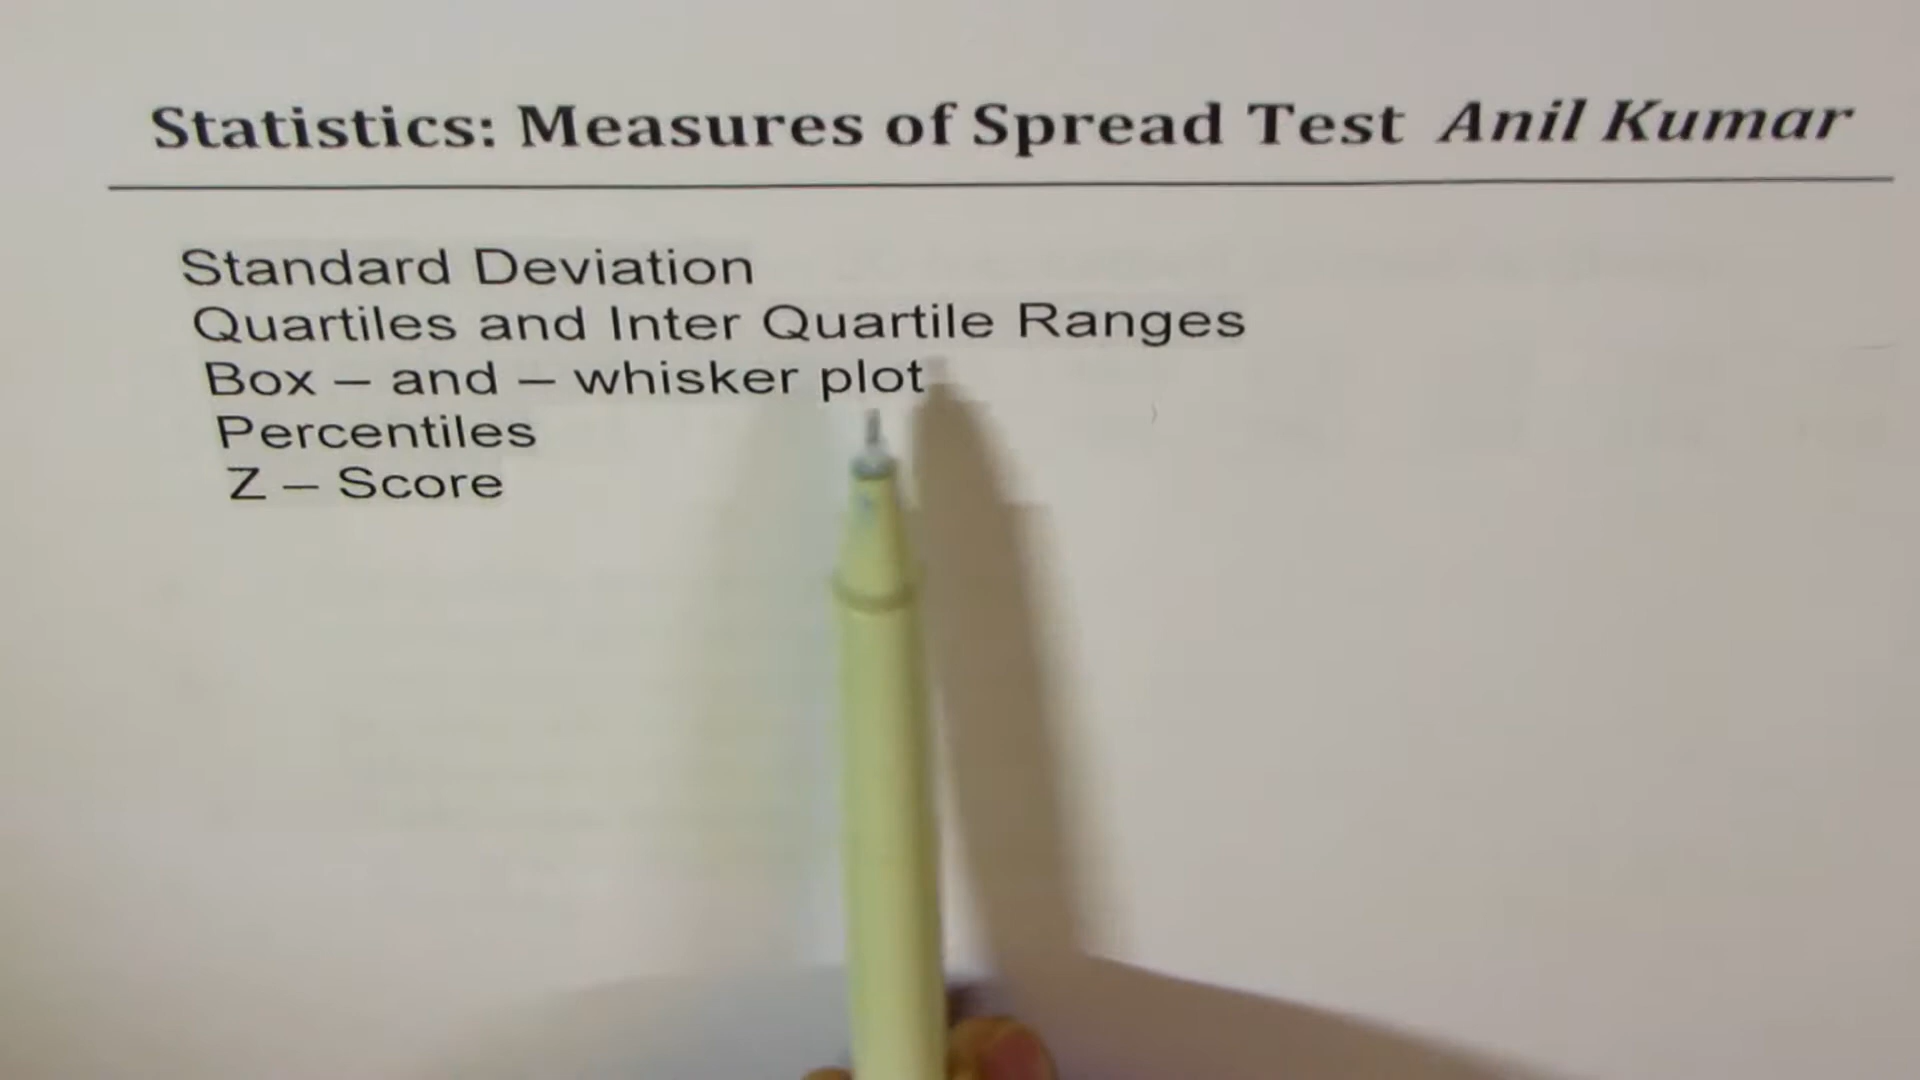 Statistics: Measures of Spread Test Anil Kumar
Standard Deviation
Quartiles and Inter Quartile Ranges
Box – and – whisker plot
Percentiles
Z – Score